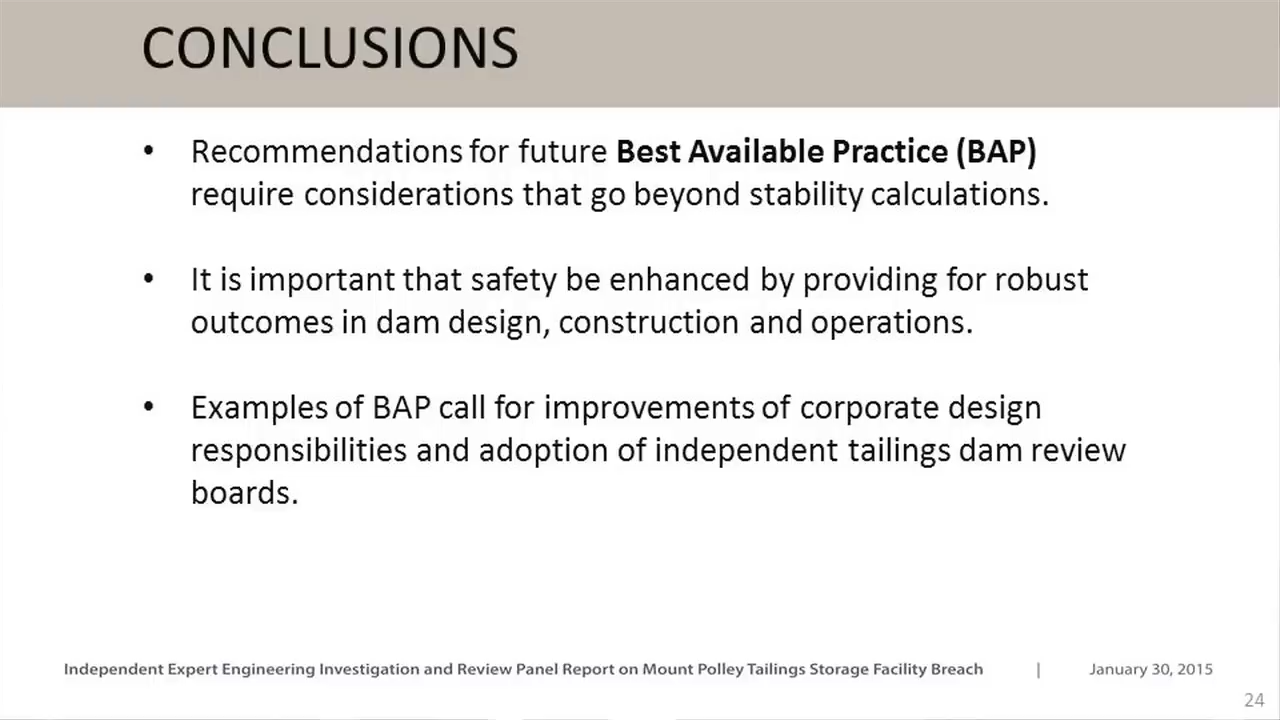 CONCLUSIONS
• Recommendations for future Best Available Practice (BAP)
require considerations that go beyond stability calculations.
• It is important that safety be enhanced by providing for robust
outcomes in dam design, construction and operations.
• Examples of BAP call for improvements of corporate design
responsibilities and adoption of independent tailings dam review
boards.
Independent Expert Engineering Investigation and Review Panel Report on Mount Polley Tailings Storage Facility Breach | January 30, 2015
24